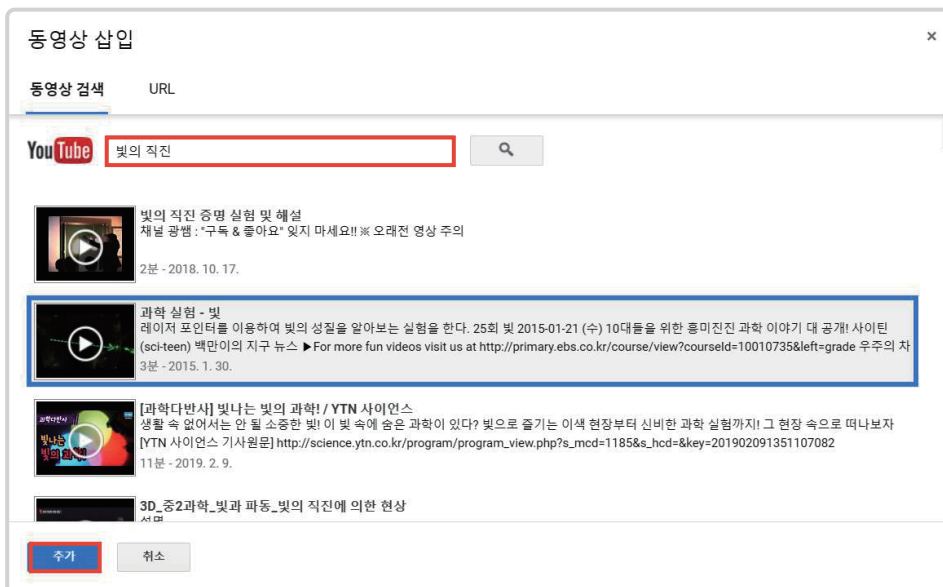 동영상 삽입
×
동영상 검색 URL
YouTube 빛의 직진
빛의 직진 증명 실험 및 해설
채널 광쌤 : "구독 & 좋아요" 잊지 마세요!! ※ 오래전 영상 주의
2분 - 2018. 10. 17.
과학 실험 - 빛
레이저 포인터를 이용하여 빛의 성질을 알아보는 실험을 한다. 25회 빛 2015-01-21 (수) 10대들을 위한 흥미진진 과학 이야기 대 공개! 사이틴
(sci-teen) 백만이의 지구 뉴스 ▶For more fun videos visit us at http://primary.ebs.co.kr/course/view?courseId=10010735&left=grade 우주의 차
3분 - 2015. 1. 30.
과학다반사
빛나는
빛의 과학!
[과학다반사] 빛나는 빛의 과학! / YTN 사이언스
생활 속 없어서는 안 될 소중한 빛! 이 빛 속에 숨은 과학이 있다? 빛으로 즐기는 이색 현장부터 신비한 과학 실험까지! 그 현장 속으로 떠나보자
[YTN 사이언스 기사원문] http://science.ytn.co.kr/program/program_view.php?s_mcd=1185&s_hcd=&key=201902091351107082
11분 - 2019. 2. 9.
3D_중2과학_빛과 파동_빛의 직진에 의한 현상
설명
추가 취소